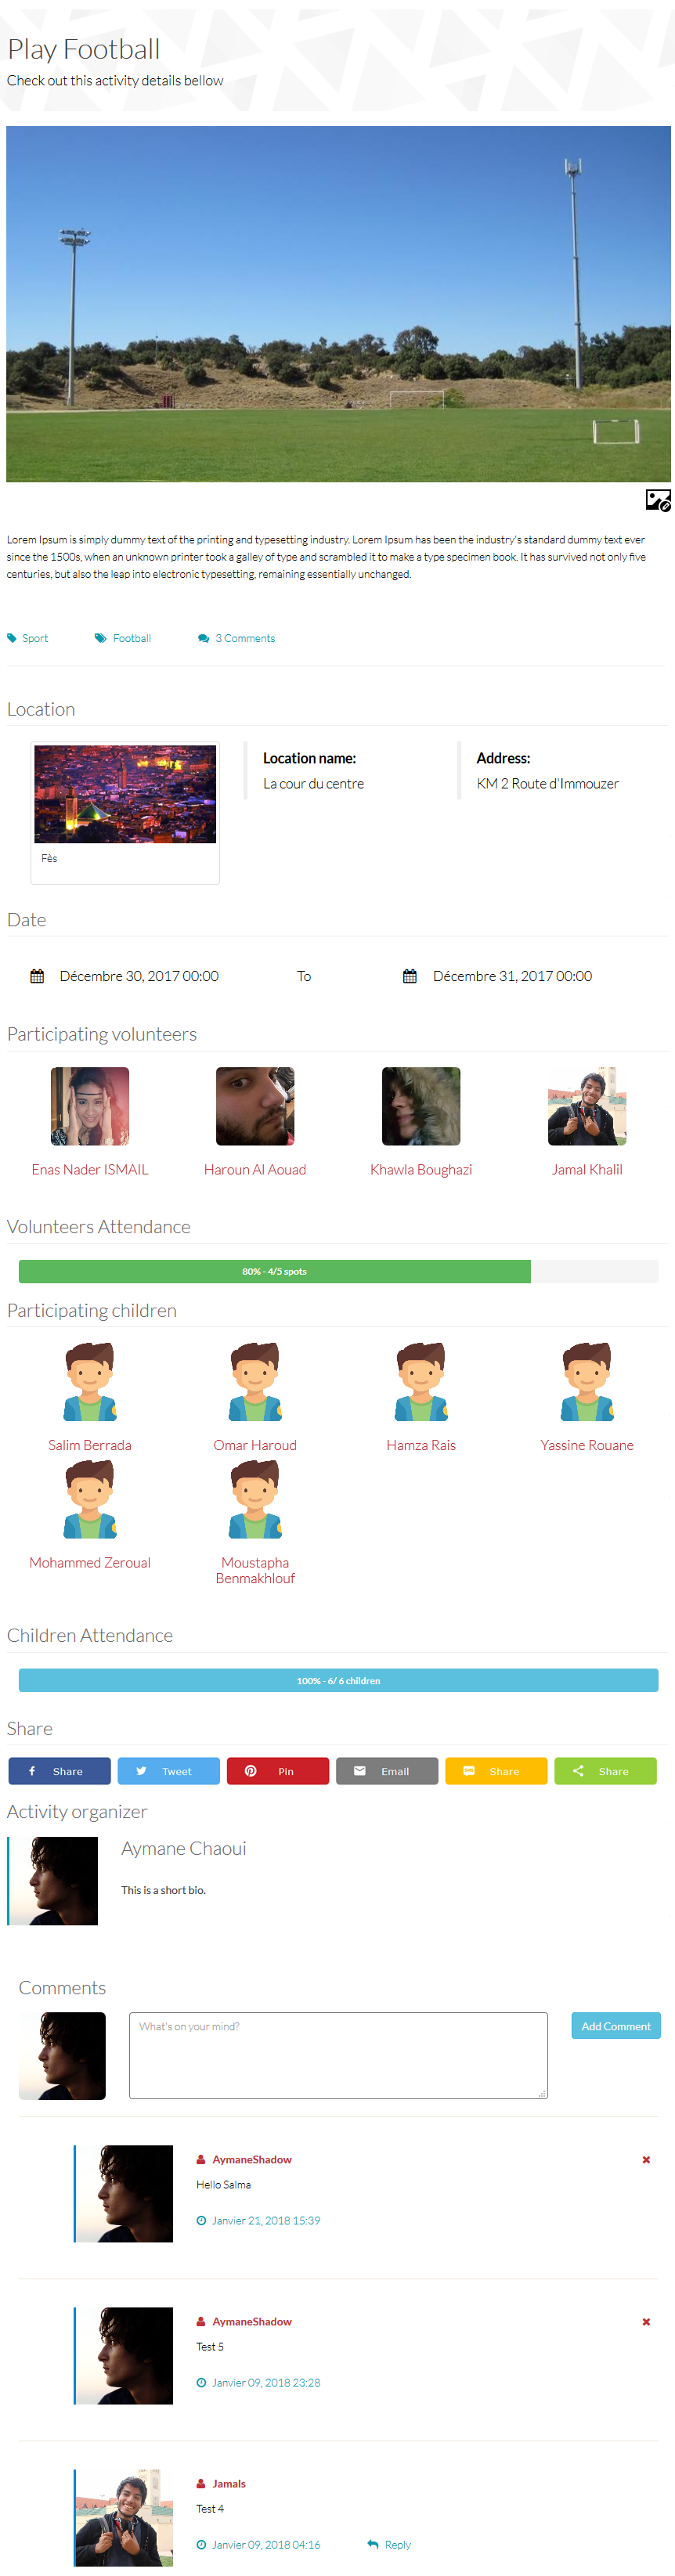 Play Football
Check out this activity details bellow
Lorem Ipsum is simply dummy text of the printing and typesetting industry. Lorem Ipsum has been the industry's standard dummy text ever
since the 1500s, when an unknown printer took a galley of type and scrambled it to make a type specimen book. It has survived not only five
centuries, but also the leap into electronic typesetting, remaining essentially unchanged.
Sport Football 3 Comments
Location
Location name: Address:
La cour du centre KM 2 Route d'Immouzer
Fès
Date
Décembre 30, 2017 00:00 To Décembre 31, 2017 00:00
Participating volunteers
Enas Nader ISMAIL Haroun Al Aouad Khawla Boughazi Jamal Khalil
Volunteers Attendance
80% - 4/5 spots
Participating children
Salim Berrada Omar Haroud Hamza Rais Yassine Rouane
Mohammed Zeroual Moustapha
Benmakhlouf
Children Attendance
100% - 6/ 6 children
Share
Share Tweet Pin Email Share Share
Activity organizer
Aymane Chaoui
This is a short bio.
Comments
What's on your mind? Add Comment
AymaneShadow
Hello Salma
Janvier 21, 2018 15:39
AymaneShadow
Test 5
Janvier 09, 2018 23:28
Jamals
Test 4
Janvier 09, 2018 04:16 Reply